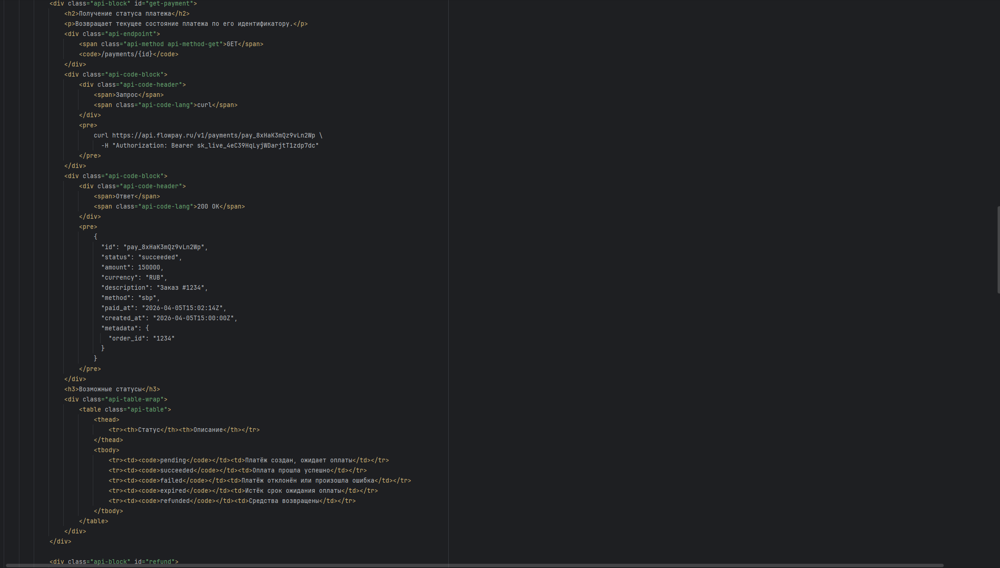 <div class="api-block" id="get-payment">
<h2>Получение статуса платежа</h2>
<p>Возвращает текущее состояние платежа по его идентификатору.</p>
<div class="api-endpoint">
<span class="api-method api-method-get">GET</span>
<code>/payments/{id}</code>
</div>
<div class="api-code-block">
<div class="api-code-header">
<span>Запрос</span>
<span class="api-code-lang">curl</span>
</div>
<pre>
curl https://api.flowpay.ru/v1/payments/pay_8xHaK3mQz9vLn2Wp \
-H "Authorization: Bearer sk_live_4eC39HqLyjWDarjtT1zdp7dc"
</pre>
</div>
<div class="api-code-block">
<div class="api-code-header">
<span>Ответ</span>
<span class="api-code-lang">200 OK</span>
</div>
<pre>
{
"id": "pay_8xHaK3mQz9vLn2Wp",
"status": "succeeded",
"amount": 150000,
"currency": "RUB",
"description": "Заказ #1234",
"method": "sbp",
"paid_at": "2026-04-05T15:02:14Z",
"created_at": "2026-04-05T15:00:00Z",
"metadata": {
"order_id": "1234"
}
}
</pre>
</div>
<h3>Возможные статусы</h3>
<div class="api-table-wrap">
<table class="api-table">
<thead>
<tr><th>Статус</th><th>Описание</th></tr>
</thead>
<tbody>
<tr><td><code>pending</code></td><td>Платёж создан, ожидает оплаты</td></tr>
<tr><td><code>succeeded</code></td><td>Оплата прошла успешно</td></tr>
<tr><td><code>failed</code></td><td>Платёж отклонён или произошла ошибка</td></tr>
<tr><td><code>expired</code></td><td>Истёк срок ожидания оплаты</td></tr>
<tr><td><code>refunded</code></td><td>Средства возвращены</td></tr>
</tbody>
</table>
</div>
</div>
<div class="api-block" id="refund">